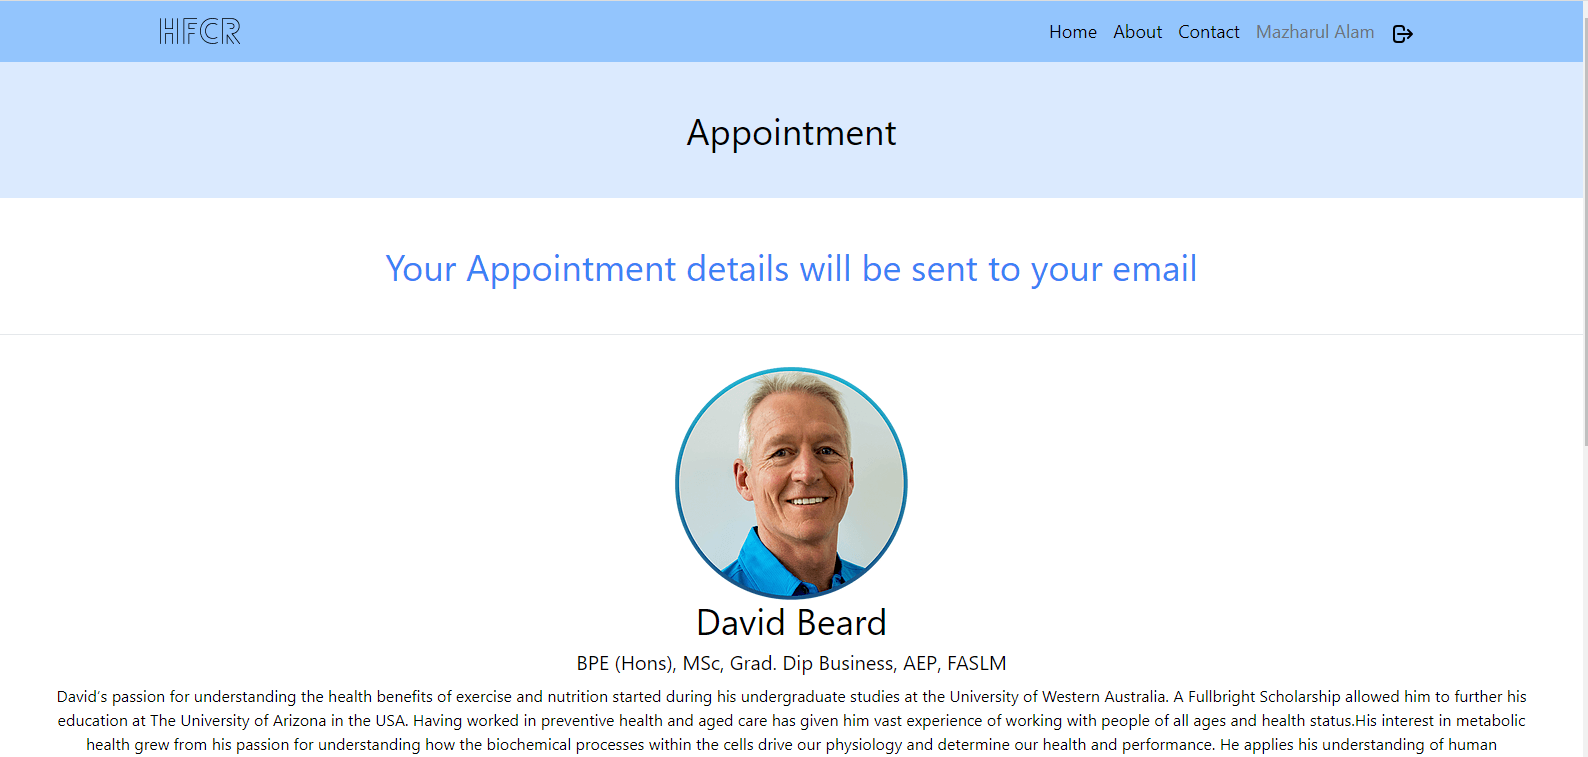 HFCR
Home About Contact Mazharul Alam
Appointment
Your Appointment details will be sent to your email
David Beard
BPE (Hons), MSc, Grad. Dip Business, AEP, FASLM
David’s passion for understanding the health benefits of exercise and nutrition started during his undergraduate studies at the University of Western Australia. A Fullbright Scholarship allowed him to further his
education at The University of Arizona in the USA. Having worked in preventive health and aged care has given him vast experience of working with people of all ages and health status.His interest in metabolic
health grew from his passion for understanding how the biochemical processes within the cells drive our physiology and determine our health and performance. He applies his understanding of human